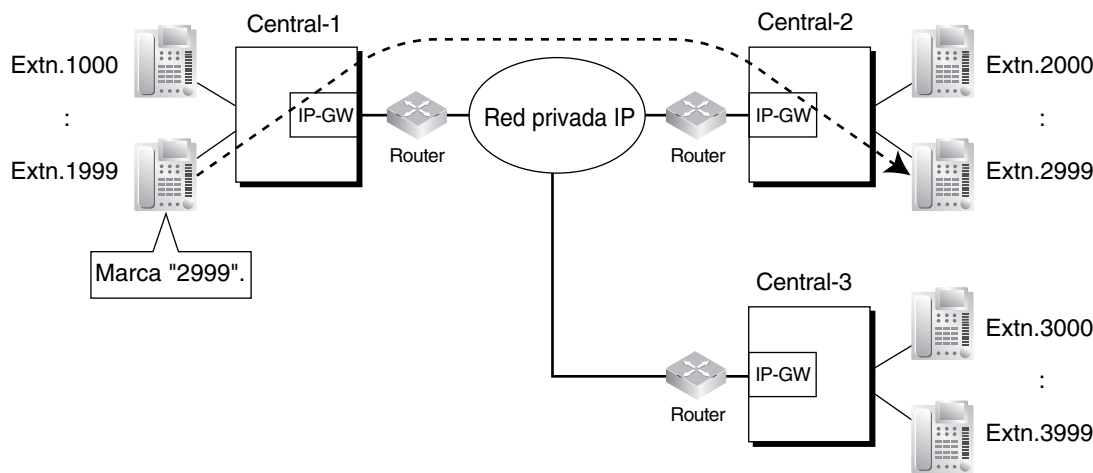 Central-1
Central-2
Extn.1000
:
Extn.1999
IP-GW
Router
Red privada IP
Router
IP-GW
Extn.2000
:
Extn.2999
Marca "2999".
Central-3
Router
IP-GW
Extn.3000
:
Extn.3999